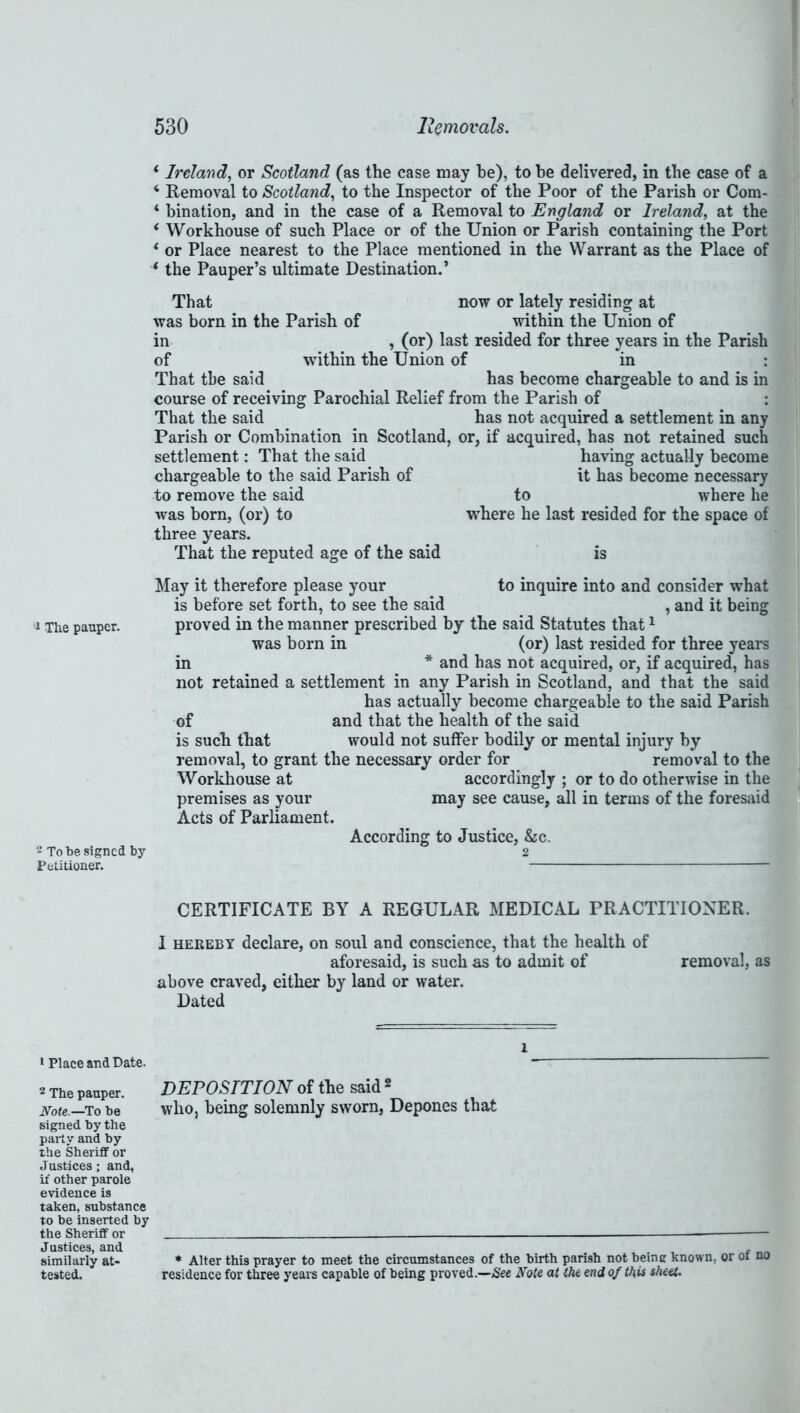 530 Removals.
‘ Ireland, or Scotland (as the case may be), to be delivered, in the case of a
‘ Removal to Scotland, to the Inspector of the Poor of the Parish or Com-
‘ bination, and in the case of a Removal to England or Ireland, at the
‘ Workhouse of such Place or of the Union or Parish containing the Port
‘ or Place nearest to the Place mentioned in the Warrant as the Place of
‘ the Pauper’s ultimate Destination.’
That now or lately residing at
was born in the Parish of within the Union of
in , (or) last resided for three years in the Parish
of within the Union of in :
That the said has become chargeable to and is in
course of receiving Parochial Relief from the Parish of :
That the said has not acquired a settlement in any
Parish or Combination in Scotland, or, if acquired, has not retained such
settlement : That the said having actually become
chargeable to the said Parish of it has become necessary
to remove the said to where he
was born, (or) to where he last resided for the space of
three years.
That the reputed age of the said is
May it therefore please your to inquire into and consider what
is before set forth, to see the said , and it being
1 The pauper.
proved in the manner prescribed by the said Statutes that 1
was born in (or) last resided for three years
in * and has not acquired, or, if acquired, has
not retained a settlement in any Parish in Scotland, and that the said
has actually become chargeable to the said Parish
of and that the health of the said
is such that would not suffer bodily or mental injury by
removal, to grant the necessary order for removal to the
Workhouse at accordingly ; or to do otherwise in the
premises as your may see cause, all in terms of the foresaid
Acts of Parliament.
According to Justice, &c.
2 To be signed by
Petitioner.
2
CERTIFICATE BY A REGULAR MEDICAL PRACTITIONER.
I HEREBY declare, on soul and conscience, that the health of
aforesaid, is such as to admit of removal, as
above craved, either by land or water.
Dated
1
1 Place and Date.
2 The pauper.
Note.—To be
signed by the
party and by
the Sheriff or
Justices ; and,
if other parole
evidence is
taken, substance
to be inserted by
the Sheriff or
Justices, and
similarly at-
tested.
DEPOSITION of the said 2
who, being solemnly sworn, Depones that
* Alter this prayer to meet the circumstances of the birth parish not being known, or of no
residence for three years capable of being proved.—See Note at the end of this sheet.